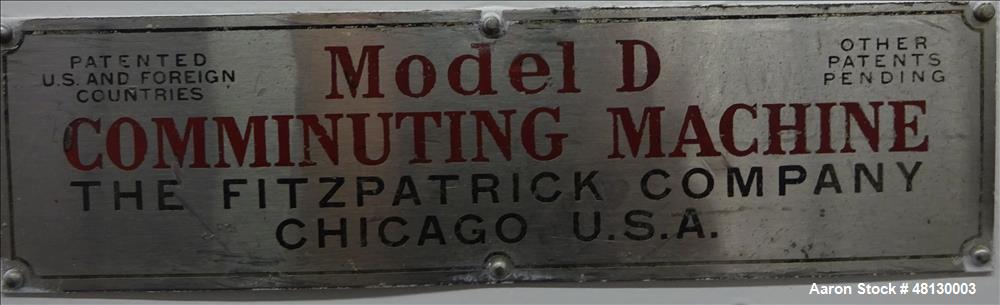 PATENTED
U.S. AND FOREIGN
COUNTRIES
Model D
OTHER
PATENTS
PENDING
COMMINUTING MACHINE
THE FITZPATRICK COMPANY
CHICAGO U.S.A.
Aaron Stock # 48130003